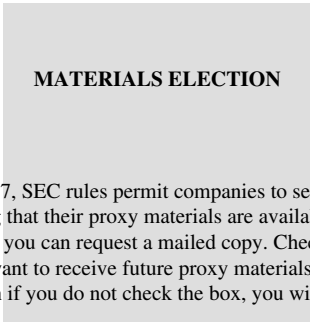 MATERIALS ELECTION
7, SEC rules permit companies to se
that their proxy materials are availa
you can request a mailed copy. Chec
ant to receive future proxy materials
if you do not check the box, you wi